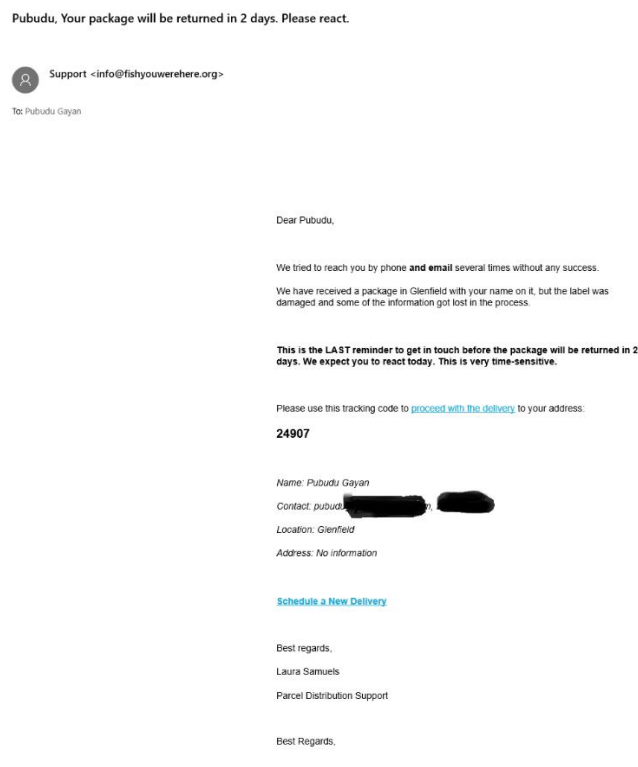 Pubudu, Your package will be returned in 2 days. Please react.
Support <info@fishyouwerehere.org>
To: Pubudu Gayan
Dear Pubudu,
We tried to reach you by phone and email several times without any success.
We have received a package in Glenfield with your name on it, but the label was
damaged and some of the information got lost in the process.
This is the LAST reminder to get in touch before the package will be returned in 2
days. We expect you to react today. This is very time-sensitive.
Please use this tracking code to proceed with the delivery to your address:
24907
Name: Pubudu Gayan
Contact: pubudu
Location: Glenfield
Address: No information
Schedule a New Delivery
Best regards,
Laura Samuels
Parcel Distribution Support
Best Regards,